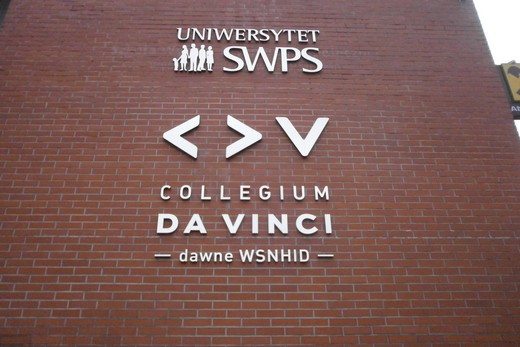 UNIWERSYTET
SWPS
COLLEGIUM
DA VINCI
— dawne WSNHID —